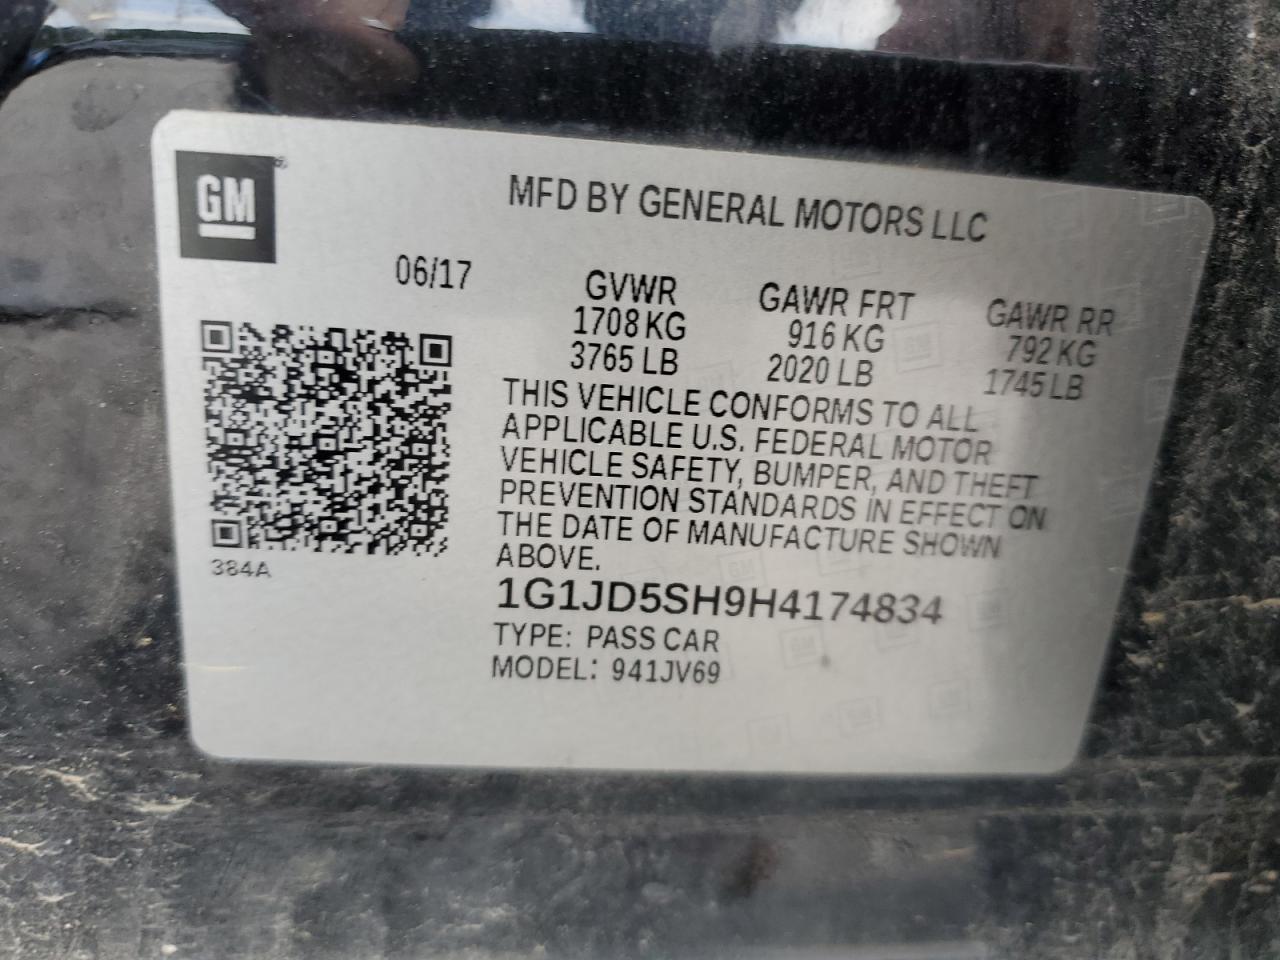 GM
MFD BY GENERAL MOTORS LLC
06/17
GVWR GAWR FRT GAWR RR
1708 KG 916 KG 792 KG
3765 LB 2020 LB 1745 LB
THIS VEHICLE CONFORMS TO ALL
APPLICABLE U.S. FEDERAL MOTOR
VEHICLE SAFETY, BUMPER, AND THEFT
PREVENTION STANDARDS IN EFFECT ON
THE DATE OF MANUFACTURE SHOWN
ABOVE.
384A
1G1JD5SH9H4174834
TYPE: PASS CAR
MODEL: 941JV69